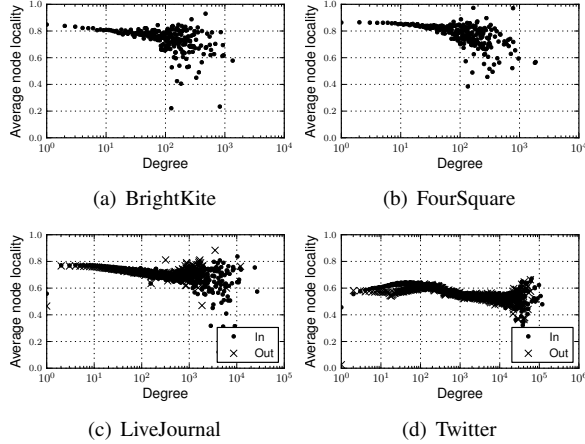 1.0
0.8
0.6
0.4
0.2
0.0
Average node locality
10^0 10^1 10^2 10^3 10^4
Degree
(a) BrightKite
1.0
0.8
0.6
0.4
0.2
0.0
Average node locality
10^0 10^1 10^2 10^3 10^4
Degree
(b) FourSquare
1.0
0.8
0.6
0.4
0.2
0.0
Average node locality
In
Out
10^0 10^1 10^2 10^3 10^4 10^5
Degree
(c) LiveJournal
1.0
0.8
0.6
0.4
0.2
0.0
Average node locality
In
Out
10^0 10^1 10^2 10^3 10^4 10^5 10^6
Degree
(d) Twitter